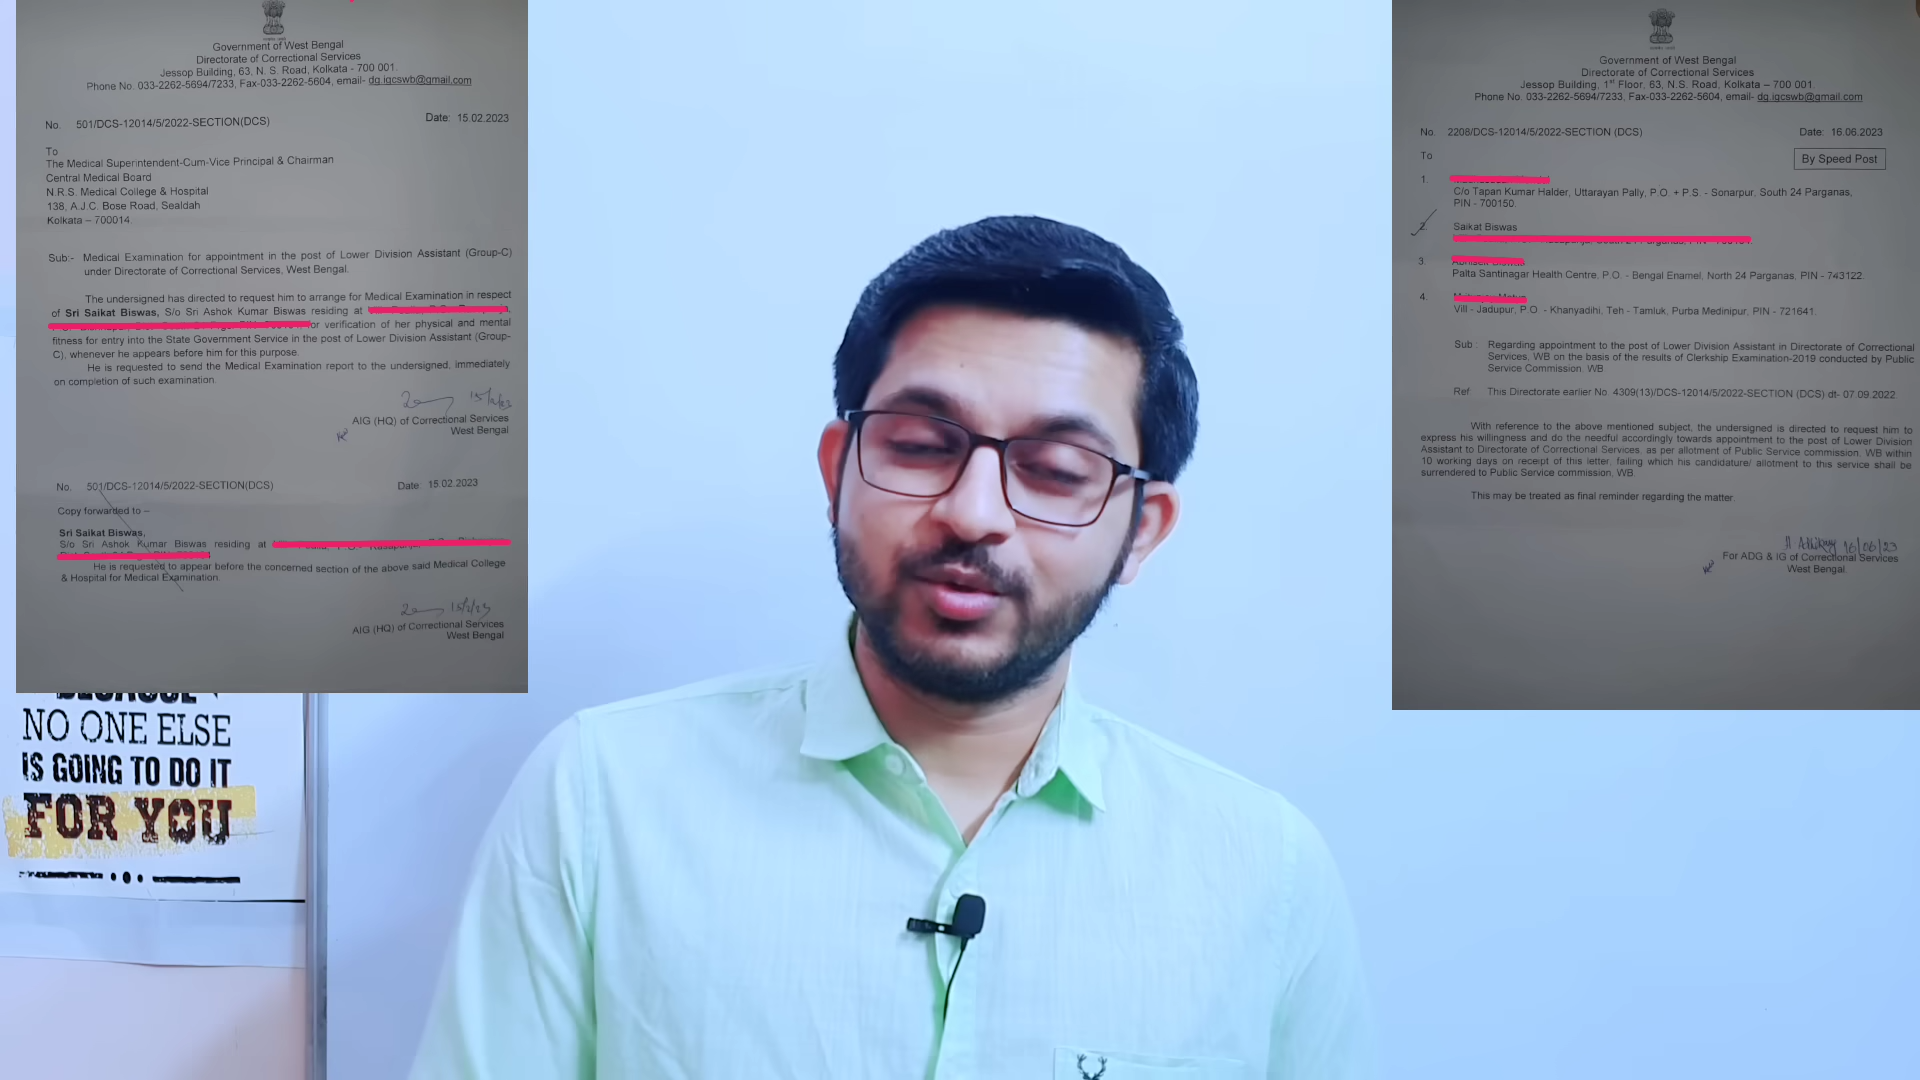 Government of West Bengal
Directorate of Correctional Services
Jessop Building, 63, N. S. Road, Kolkata - 700 001.
Phone No. 033-2262-5694/7233, Fax-033-2262-5604, email- dg.igcswb@gmail.com
No. 501/DCS-12014/5/2022-SECTION(DCS) Date: 15.02.2023
To
The Medical Superintendent-Cum-Vice Principal & Chairman
Central Medical Board
N.R.S. Medical College & Hospital
138, A.J.C. Bose Road, Sealdah
Kolkata – 700014.
Sub:- Medical Examination for appointment in the post of Lower Division Assistant (Group-C)
under Directorate of Correctional Services, West Bengal.
The undersigned has directed to request him to arrange for Medical Examination in respect
of Sri Saikat Biswas, S/o Sri Ashok Kumar Biswas residing at
for verification of her physical and mental
fitness for entry into the State Government Service in the post of Lower Division Assistant (Group-
C), whenever he appears before him for this purpose.
He is requested to send the Medical Examination report to the undersigned, immediately
on completion of such examination.
AIG (HQ) of Correctional Services
West Bengal
No. 501/DCS-12014/5/2022-SECTION(DCS) Date: 15.02.2023
Copy forwarded to –
Sri Saikat Biswas,
S/o Sri Ashok Kumar Biswas residing at
He is requested to appear before the concerned section of the above said Medical College
& Hospital for Medical Examination.
15/2/23
AIG (HQ) of Correctional Services
West Bengal
BECAUSE
NO ONE ELSE
IS GOING TO DO IT
FOR YOU
Government of West Bengal
Directorate of Correctional Services
Jessop Building, 1st Floor, 63, N.S. Road, Kolkata – 700 001.
Phone No. 033-2262-5694/7233, Fax-033-2262-5604, email- dg.igcswb@gmail.com
No. 2208/DCS-12014/5/2022-SECTION (DCS) Date: 16.06.2023
To
By Speed Post
1.
C/o Tapan Kumar Halder, Uttarayan Pally, P.O. + P.S. - Sonarpur, South 24 Parganas,
PIN - 700150.
2. Saikat Biswas
3.
Palta Santinagar Health Centre, P.O. - Bengal Enamel, North 24 Parganas, PIN - 743122.
4.
Vill - Jadupur, P.O. - Khanyadihi, Teh - Tamluk, Purba Medinipur, PIN - 721641.
Sub : Regarding appointment to the post of Lower Division Assistant in Directorate of Correctional
Services, WB on the basis of the results of Clerkship Examination-2019 conducted by Public
Service Commission. WB.
Ref: This Directorate earlier No. 4309(13)/DCS-12014/5/2022-SECTION (DCS) dt- 07.09.2022.
With reference to the above mentioned subject, the undersigned is directed to request him to
express his willingness and do the needful accordingly towards appointment to the post of Lower Division
Assistant to Directorate of Correctional Services, as per allotment of Public Service commission, WB within
10 working days on receipt of this letter, failing which his candidature/ allotment to this service shall be
surrendered to Public Service commission, WB.
This may be treated as final reminder regarding the matter.
16/06/23
For ADG & IG of Correctional Services
West Bengal